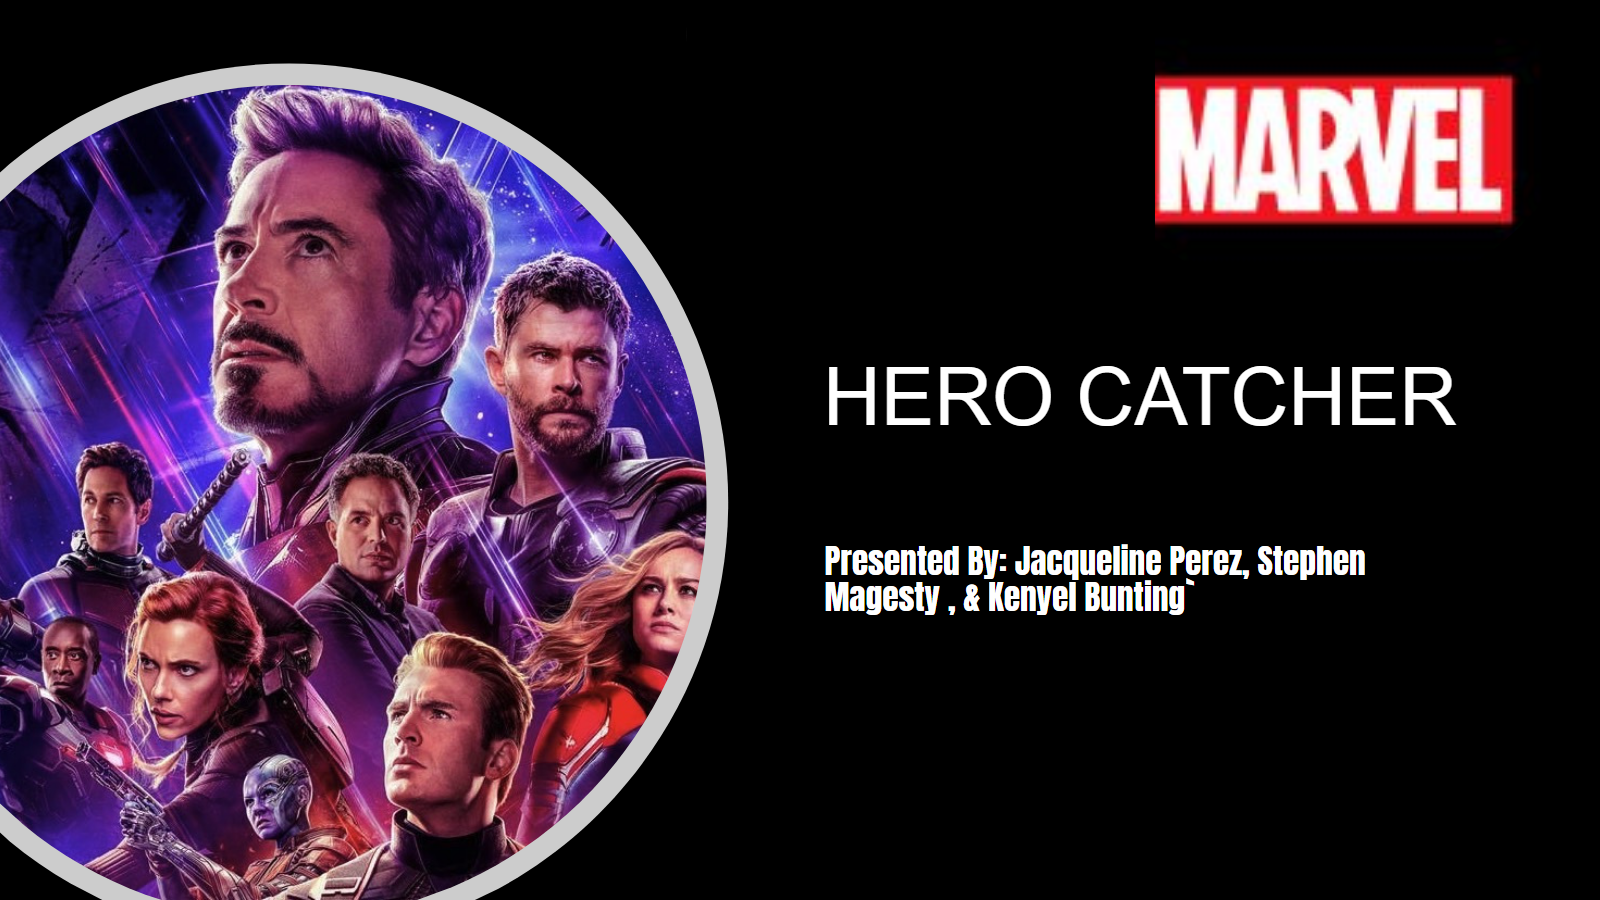 MARVEL
HERO CATCHER
Presented By: Jacqueline Perez, Stephen
Magesty , & Kenyel Bunting`